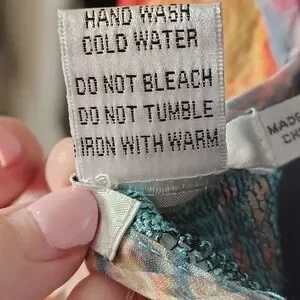 HAND WASH
COLD WATER
DO NOT BLEACH
DO NOT TUMBLE
IRON WITH WARM
MADE